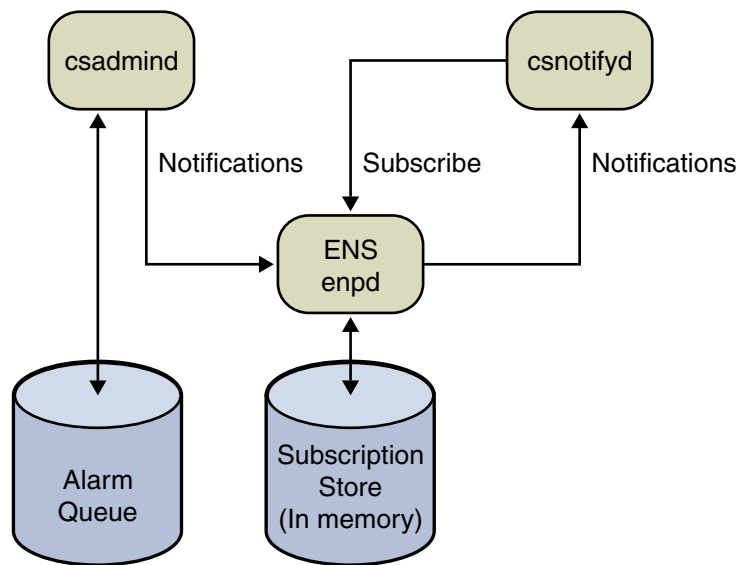 csadmind
csnotifyd
Notifications
Subscribe
Notifications
ENS
enpd
Alarm
Queue
Subscription
Store
(In memory)